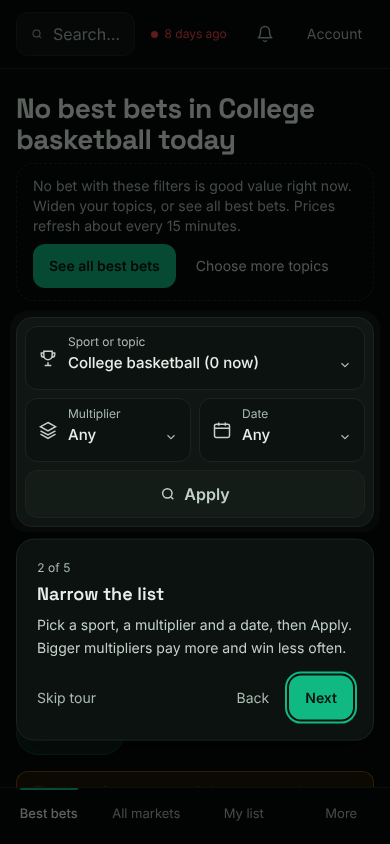 Search...
8 days ago
Account
No best bets in College
basketball today
No bet with these filters is good value right now.
Widen your topics, or see all best bets. Prices
refresh about every 15 minutes.
See all best bets
Choose more topics
Sport or topic
College basketball (0 now)
Multiplier
Any
Date
Any
Apply
2 of 5
Narrow the list
Pick a sport, a multiplier and a date, then Apply.
Bigger multipliers pay more and win less often.
Skip tour
Back
Next
Best bets
All markets
My list
More